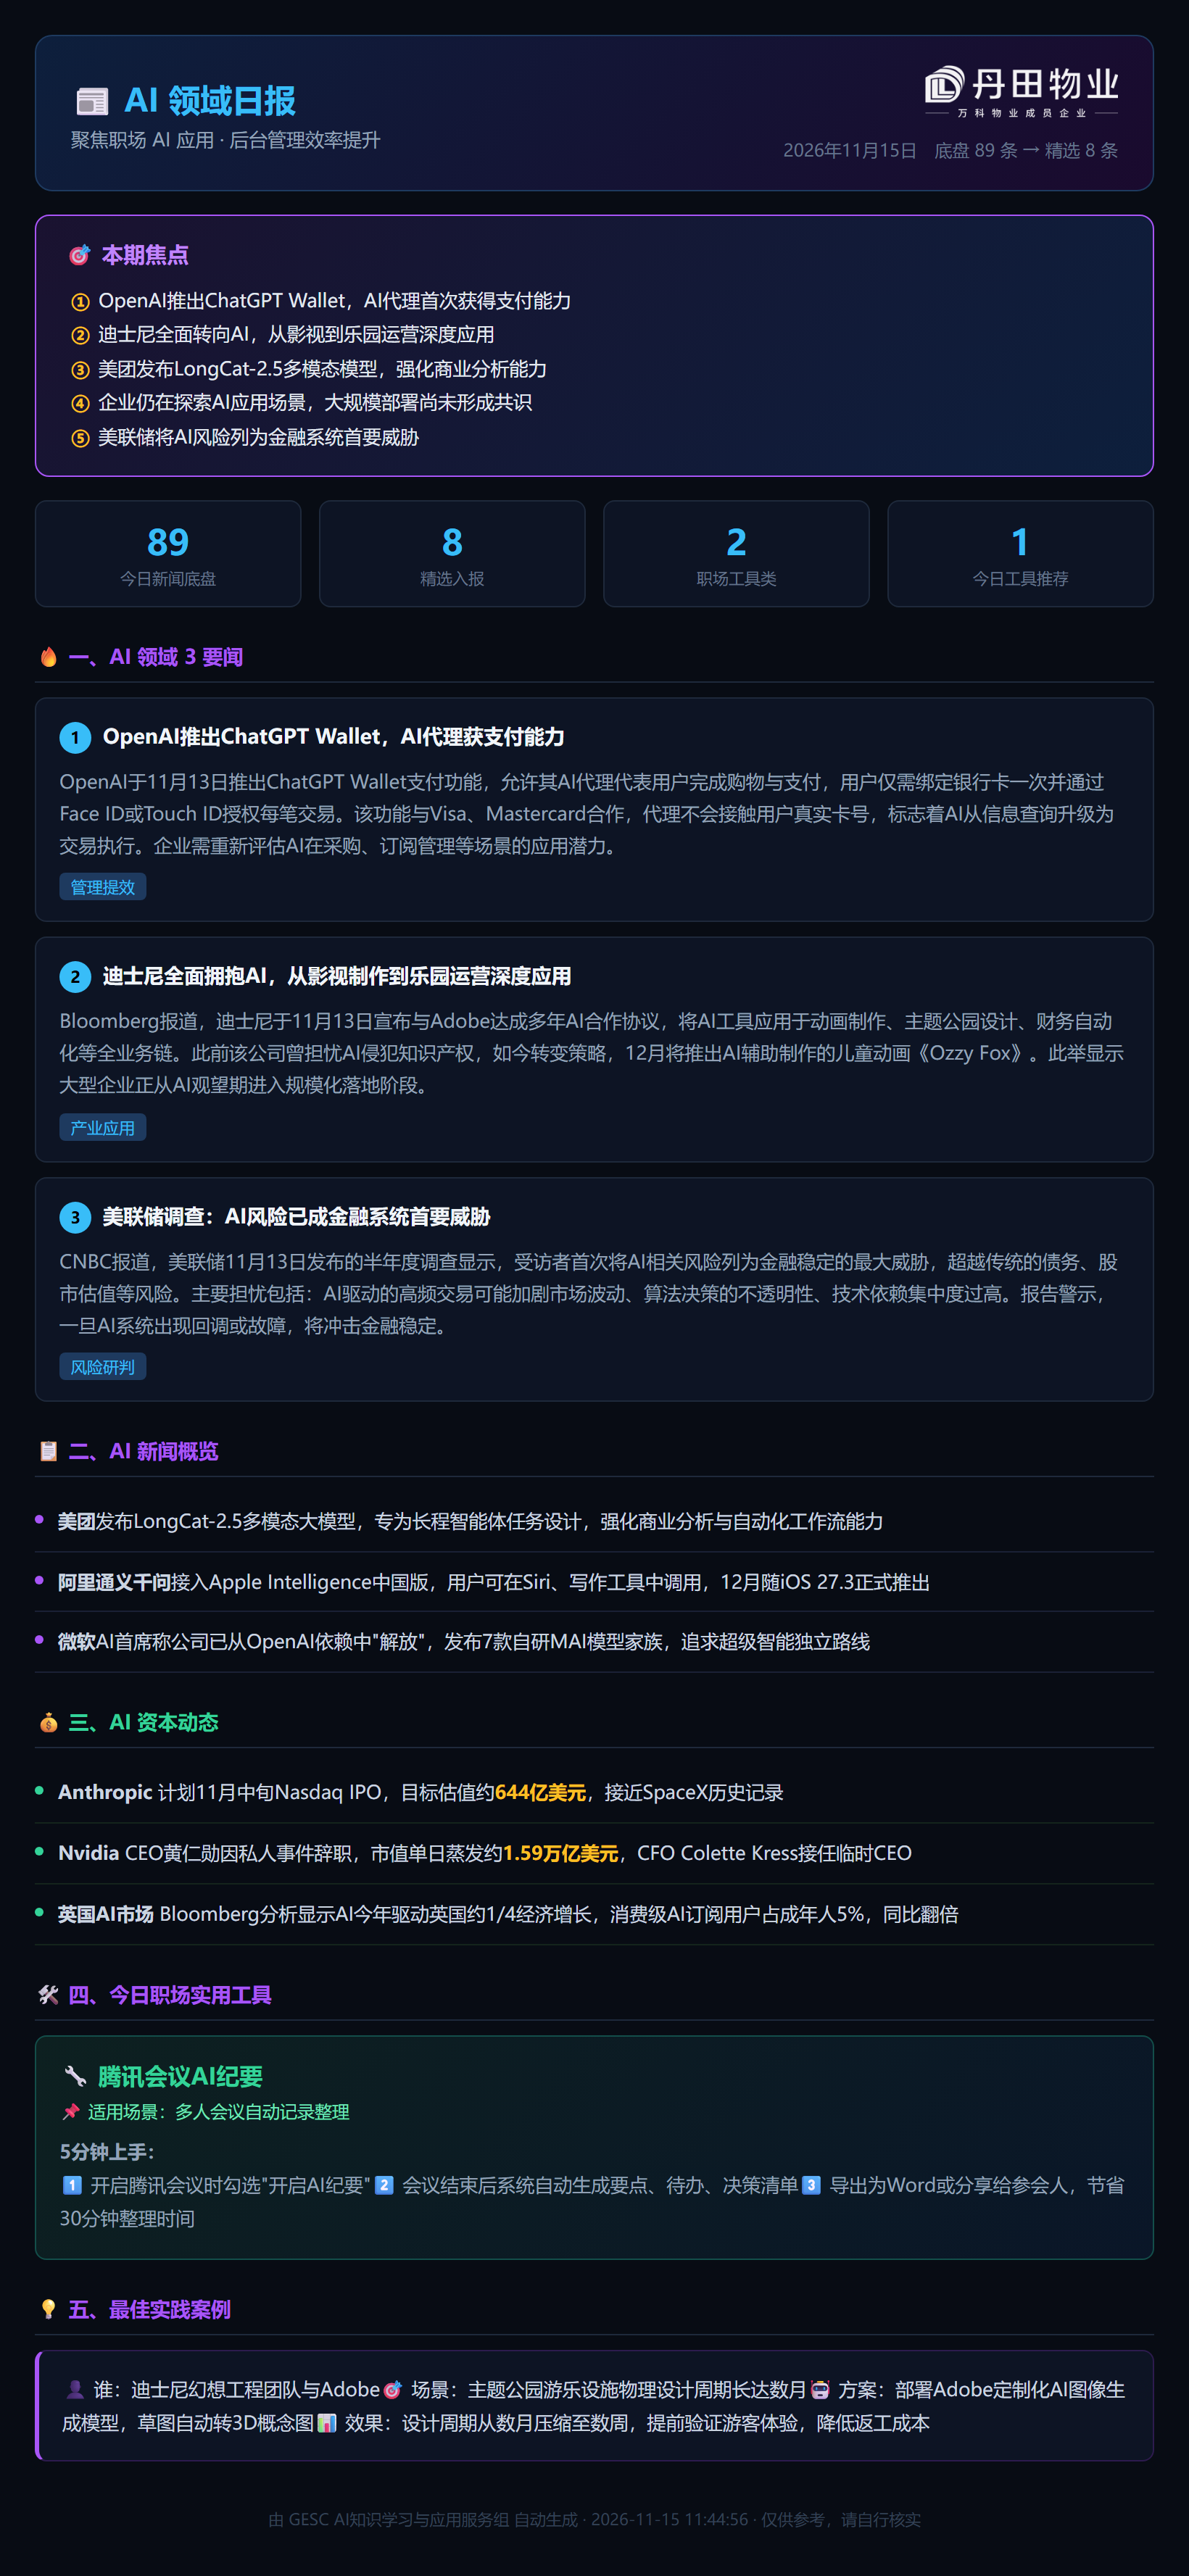 📰 AI 领域日报
聚焦职场 AI 应用 · 后台管理效率提升
丹田物业
万科物业成员企业
2026年11月15日 底盘 89 条 → 精选 8 条
🎯 本期焦点
① OpenAI推出ChatGPT Wallet，AI代理首次获得支付能力
② 迪士尼全面转向AI，从影视到乐园运营深度应用
③ 美团发布LongCat-2.5多模态模型，强化商业分析能力
④ 企业仍在探索AI应用场景，大规模部署尚未形成共识
⑤ 美联储将AI风险列为金融系统首要威胁
89
今日新闻底盘
8
精选入报
2
职场工具类
1
今日工具推荐
🔥 一、AI 领域 3 要闻
1 OpenAI推出ChatGPT Wallet，AI代理获支付能力
OpenAI于11月13日推出ChatGPT Wallet支付功能，允许其AI代理代表用户完成购物与支付，用户仅需绑定银行卡一次并通过
Face ID或Touch ID授权每笔交易。该功能与Visa、Mastercard合作，代理不会接触用户真实卡号，标志着AI从信息查询升级为
交易执行。企业需重新评估AI在采购、订阅管理等场景的应用潜力。
管理提效
2 迪士尼全面拥抱AI，从影视制作到乐园运营深度应用
Bloomberg报道，迪士尼于11月13日宣布与Adobe达成多年AI合作协议，将AI工具应用于动画制作、主题公园设计、财务自动
化等全业务链。此前该公司曾担忧AI侵犯知识产权，如今转变策略，12月将推出AI辅助制作的儿童动画《Ozzy Fox》。此举显示
大型企业正从AI观望期进入规模化落地阶段。
产业应用
3 美联储调查：AI风险已成金融系统首要威胁
CNBC报道，美联储11月13日发布的半年度调查显示，受访者首次将AI相关风险列为金融稳定的最大威胁，超越传统的债务、股
市估值等风险。主要担忧包括：AI驱动的高频交易可能加剧市场波动、算法决策的不透明性、技术依赖集中度过高。报告警示，
一旦AI系统出现回调或故障，将冲击金融稳定。
风险研判
📋 二、AI 新闻概览
美团发布LongCat-2.5多模态大模型，专为长程智能体任务设计，强化商业分析与自动化工作流能力
阿里通义千问接入Apple Intelligence中国版，用户可在Siri、写作工具中调用，12月随iOS 27.3正式推出
微软AI首席称公司已从OpenAI依赖中"解放"，发布7款自研MAI模型家族，追求超级智能独立路线
💰 三、AI 资本动态
Anthropic 计划11月中旬Nasdaq IPO，目标估值约644亿美元，接近SpaceX历史记录
Nvidia CEO黄仁勋因私人事件辞职，市值单日蒸发约1.59万亿美元，CFO Colette Kress接任临时CEO
英国AI市场 Bloomberg分析显示AI今年驱动英国约1/4经济增长，消费级AI订阅用户占成年人5%，同比翻倍
🛠 四、今日职场实用工具
🔧 腾讯会议AI纪要
📌 适用场景：多人会议自动记录整理
5分钟上手：
1️⃣ 开启腾讯会议时勾选"开启AI纪要"2️⃣ 会议结束后系统自动生成要点、待办、决策清单3️⃣ 导出为Word或分享给参会人，节省
30分钟整理时间
💡 五、最佳实践案例
👤 谁：迪士尼幻想工程团队与Adobe🎯 场景：主题公园游乐设施物理设计周期长达数月🤖 方案：部署Adobe定制化AI图像生
成模型，草图自动转3D概念图📊 效果：设计周期从数月压缩至数周，提前验证游客体验，降低返工成本
由 GESC AI知识学习与应用服务组 自动生成 · 2026-11-15 11:44:56 · 仅供参考，请自行核实